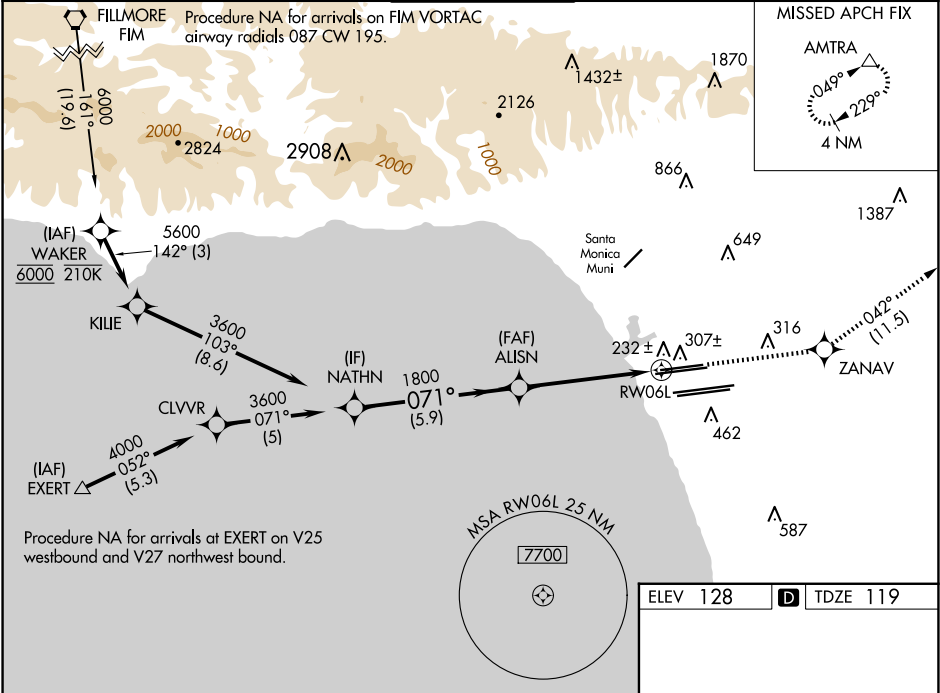 FILLMORE
FIM
Procedure NA for arrivals on FIM VORTAC
airway radials 087 CW 195.
MISSED APCH FIX
AMTRA
049°
229°
4 NM
6000
161°
(19.6)
1432±
1870
2126
2000
1000
2824
2908
2000
1000
866
1387
(IAF)
WAKER
6000 210K
5600
142° (3)
Santa
Monica
Muni
649
KILIE
3600
103°
(8.6)
042°
(11.5)
(IF)
NATHN
(FAF)
ALISN
232 ±
307±
316
ZANAV
1800
071°
(5.9)
RW06L
CLVVR
3600
071°
(5)
462
4000
052°
(5.3)
(IAF)
EXERT
587
Procedure NA for arrivals at EXERT on V25
westbound and V27 northwest bound.
MSA RW06L 25 NM
7700
ELEV 128
D
TDZE 119